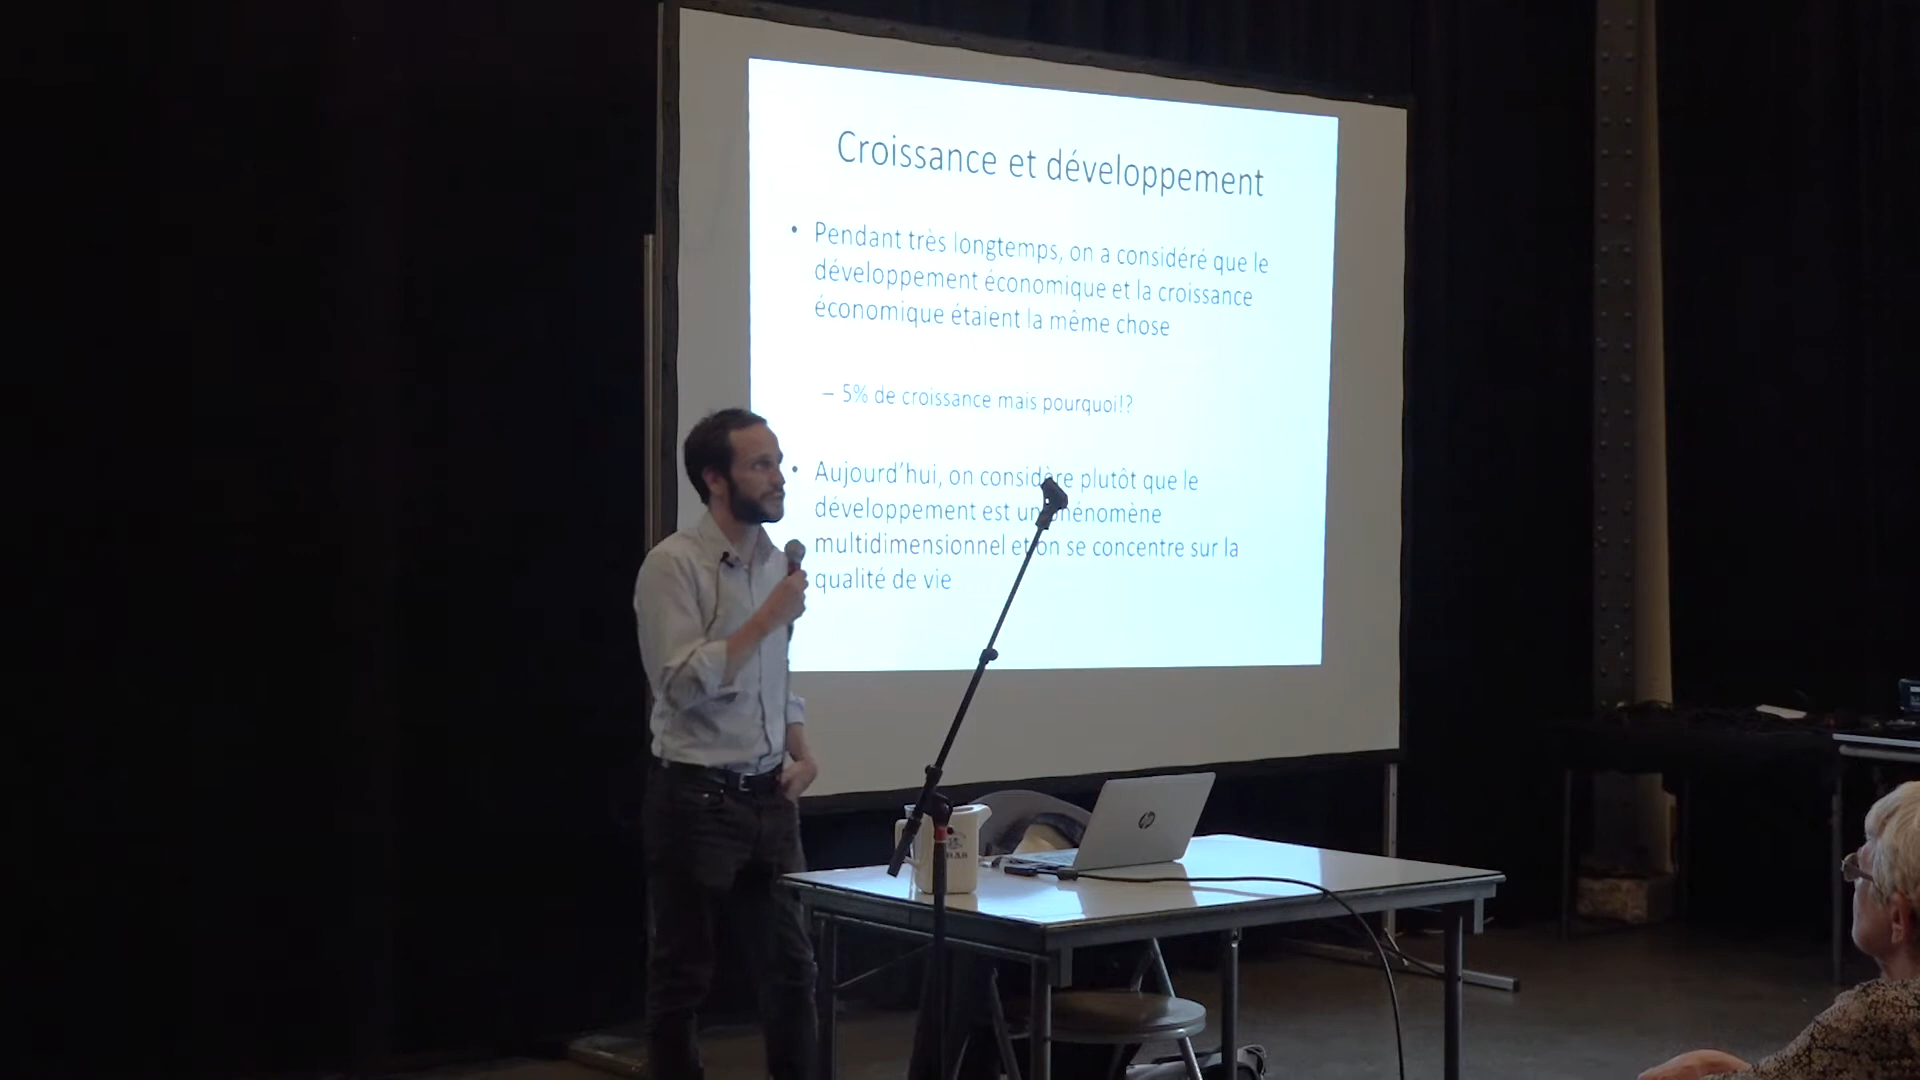 Croissance et développement
• Pendant très longtemps, on a considéré que le
développement économique et la croissance
économique étaient la même chose
– 5% de croissance mais pourquoi!?
• Aujourd'hui, on considère plutôt que le
développement est un phénomène
multidimensionnel et on se concentre sur la
qualité de vie
hp